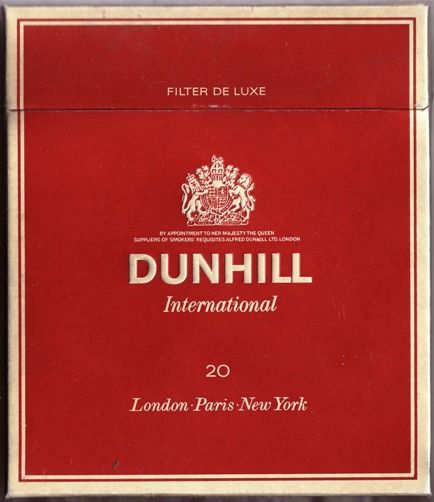 FILTER DE LUXE
BY APPOINTMENT TO HER MAJESTY THE QUEEN
SUPPLIERS OF SMOKERS' REQUISITES ALFRED DUNHILL LTD. LONDON
DUNHILL
International
20
London·Paris·New York